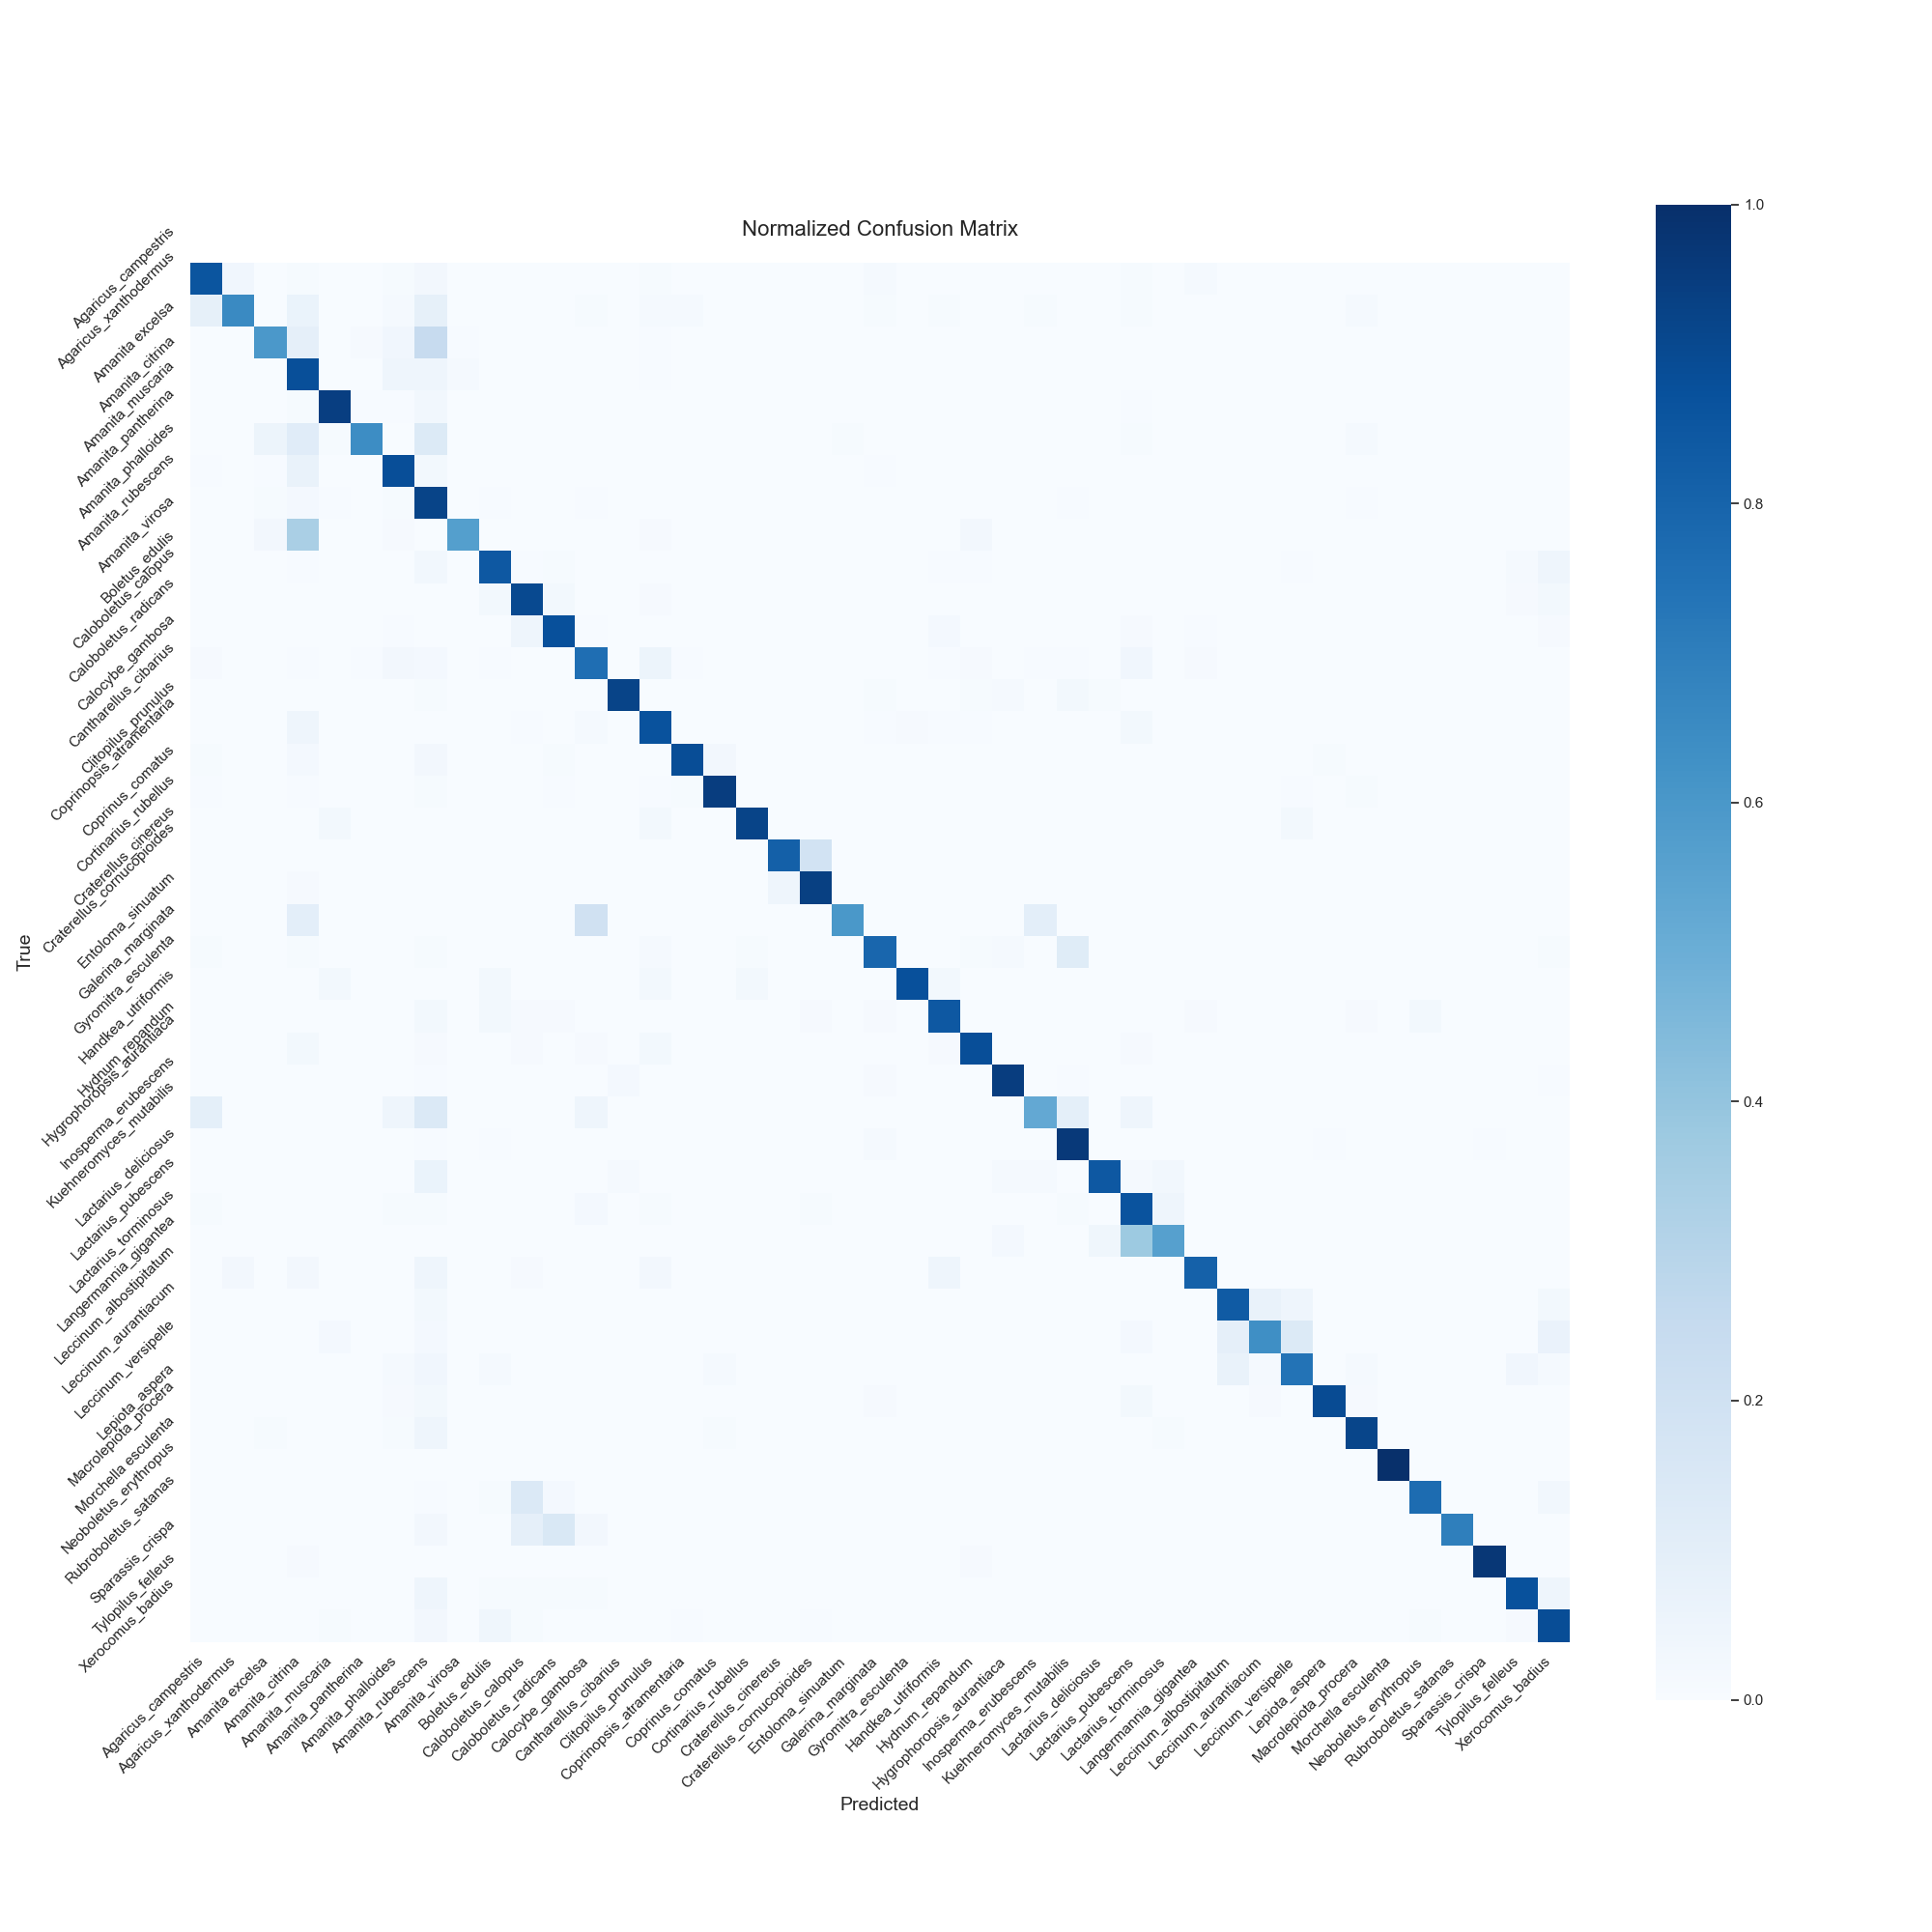 Normalized Confusion Matrix
True
Agaricus_campestris
Agaricus_xanthodermus
Amanita excelsa
Amanita_citrina
Amanita_muscaria
Amanita_pantherina
Amanita_phalloides
Amanita_rubescens
Amanita_virosa
Boletus_edulis
Caloboletus_calopus
Caloboletus_radicans
Calocybe_gambosa
Cantharellus_cibarius
Clitopilus_prunulus
Coprinopsis_atramentaria
Coprinus_comatus
Cortinarius_rubellus
Craterellus_cinereus
Craterellus_cornucopioides
Entoloma_sinuatum
Galerina_marginata
Gyromitra_esculenta
Handkea_utriformis
Hydnum_repandum
Hygrophoropsis_aurantiaca
Inosperma_erubescens
Kuehneromyces_mutabilis
Lactarius_deliciosus
Lactarius_pubescens
Lactarius_torminosus
Langermannia_gigantea
Leccinum_albostipitatum
Leccinum_aurantiacum
Leccinum_versipelle
Lepiota_aspera
Macrolepiota_procera
Morchella esculenta
Neoboletus_erythropus
Rubroboletus_satanas
Sparassis_crispa
Tylopilus_felleus
Xerocomus_badius
Agaricus_campestris
Agaricus_xanthodermus
Amanita excelsa
Amanita_citrina
Amanita_muscaria
Amanita_pantherina
Amanita_phalloides
Amanita_rubescens
Amanita_virosa
Boletus_edulis
Caloboletus_calopus
Caloboletus_radicans
Calocybe_gambosa
Cantharellus_cibarius
Clitopilus_prunulus
Coprinopsis_atramentaria
Coprinus_comatus
Cortinarius_rubellus
Craterellus_cinereus
Craterellus_cornucopioides
Entoloma_sinuatum
Galerina_marginata
Gyromitra_esculenta
Handkea_utriformis
Hydnum_repandum
Hygrophoropsis_aurantiaca
Inosperma_erubescens
Kuehneromyces_mutabilis
Lactarius_deliciosus
Lactarius_pubescens
Lactarius_torminosus
Langermannia_gigantea
Leccinum_albostipitatum
Leccinum_aurantiacum
Leccinum_versipelle
Lepiota_aspera
Macrolepiota_procera
Morchella esculenta
Neoboletus_erythropus
Rubroboletus_satanas
Sparassis_crispa
Tylopilus_felleus
Xerocomus_badius
Predicted
1.0
0.8
0.6
0.4
0.2
0.0